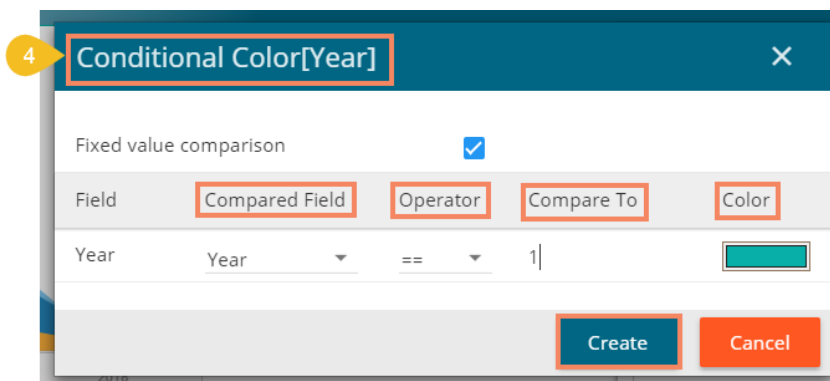 4
Conditional Color[Year]
Fixed value comparison
Field Compared Field Operator Compare To Color
Year Year == 1
Create Cancel
2016